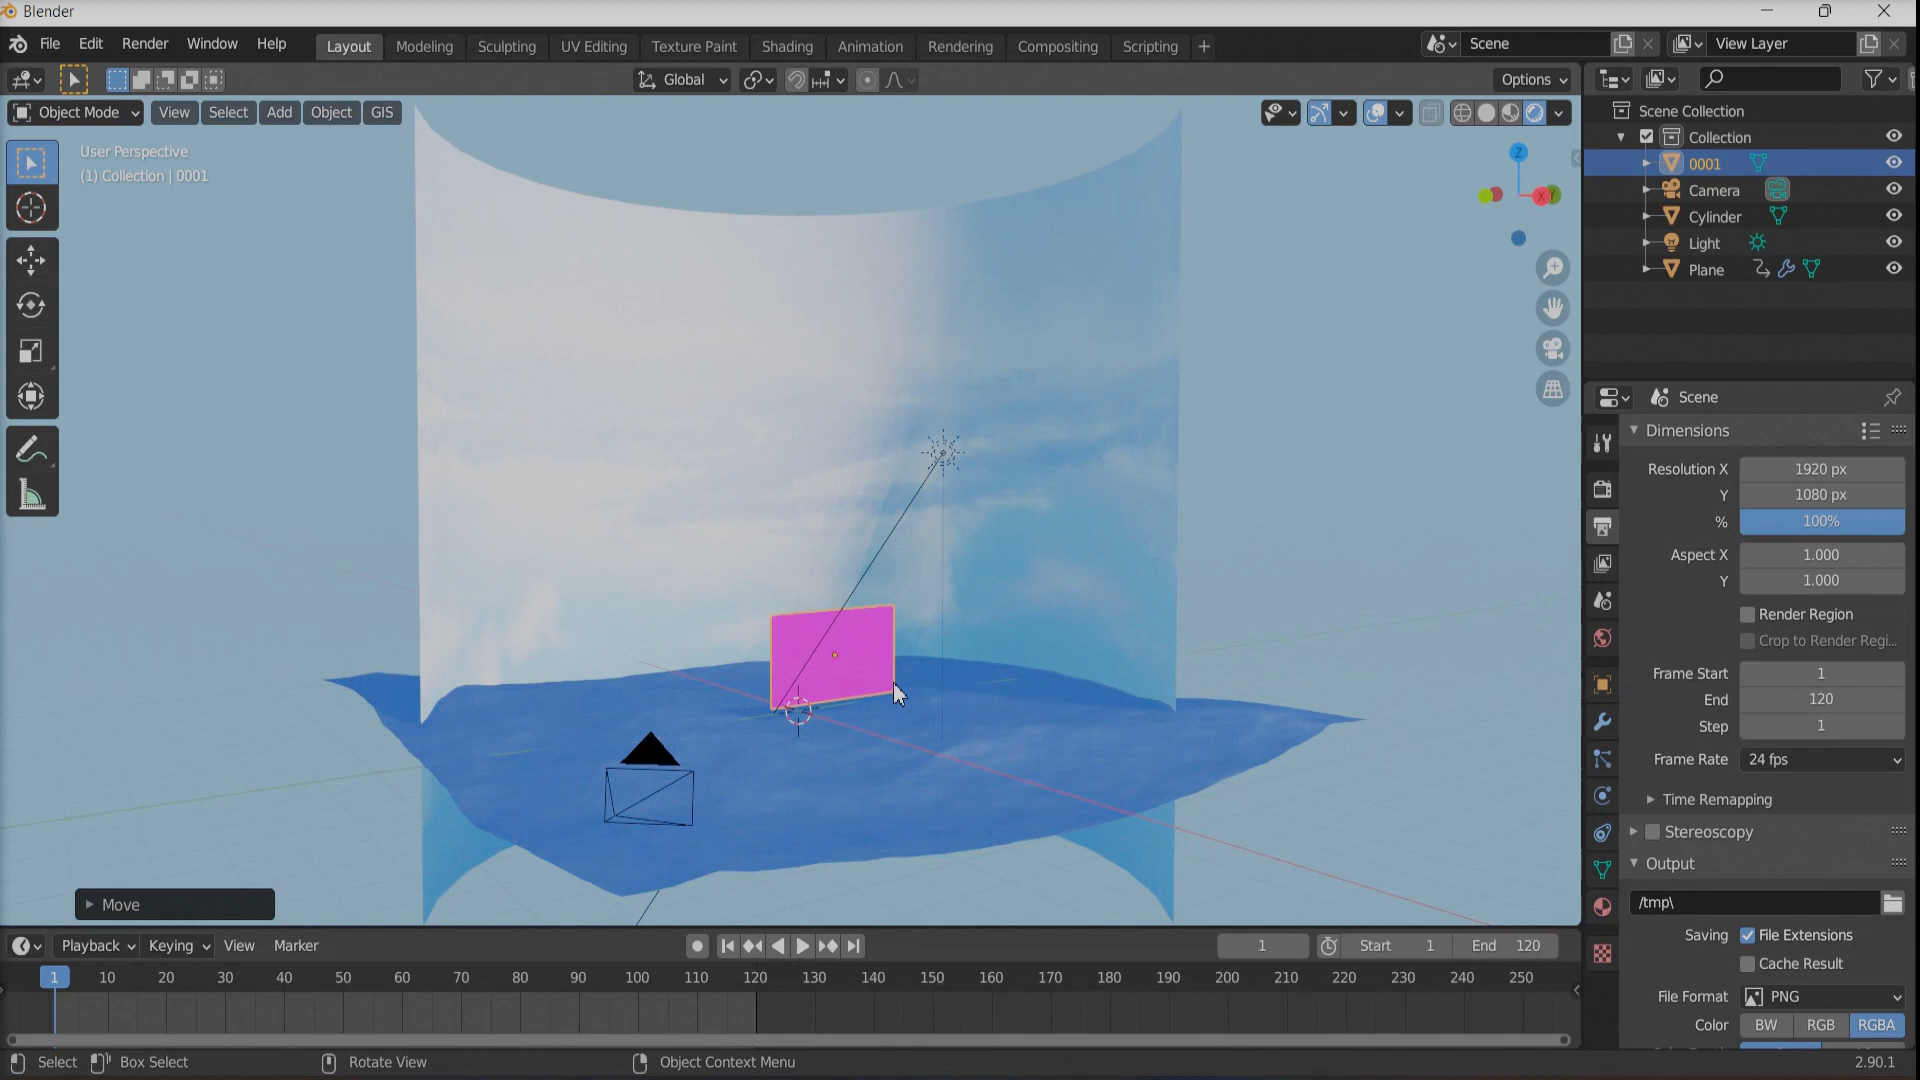 Blender
File Edit Render Window Help Layout Modeling Sculpting UV Editing Texture Paint Shading Animation Rendering Compositing Scripting + Scene View Layer
Global Options
Object Mode View Select Add Object GIS
User Perspective
(1) Collection | 0001
Z
X
Scene Collection
Collection
0001
Camera
Cylinder
Light
Plane
Scene
Dimensions
Resolution X 1920 px
Y 1080 px
% 100%
Aspect X 1.000
Y 1.000
Render Region
Crop to Render Regi...
Frame Start 1
End 120
Step 1
Frame Rate 24 fps
Time Remapping
Stereoscopy
Output
/tmp\
Saving File Extensions
Cache Result
File Format PNG
Color BW RGB RGBA
Move
Playback Keying View Marker 1 Start 1 End 120
1 10 20 30 40 50 60 70 80 90 100 110 120 130 140 150 160 170 180 190 200 210 220 230 240 250
Select Box Select Rotate View Object Context Menu 2.90.1